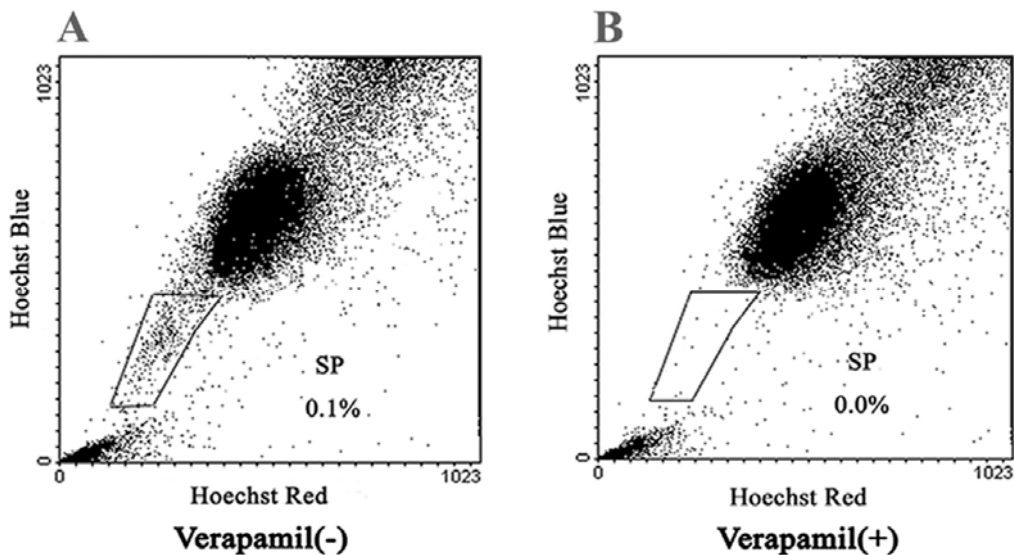 A
1023
Hoechst Blue
SP
0.1%
0
0
1023
Hoechst Red
Verapamil(-)
B
1023
Hoechst Blue
SP
0.0%
0
0
1023
Hoechst Red
Verapamil(+)